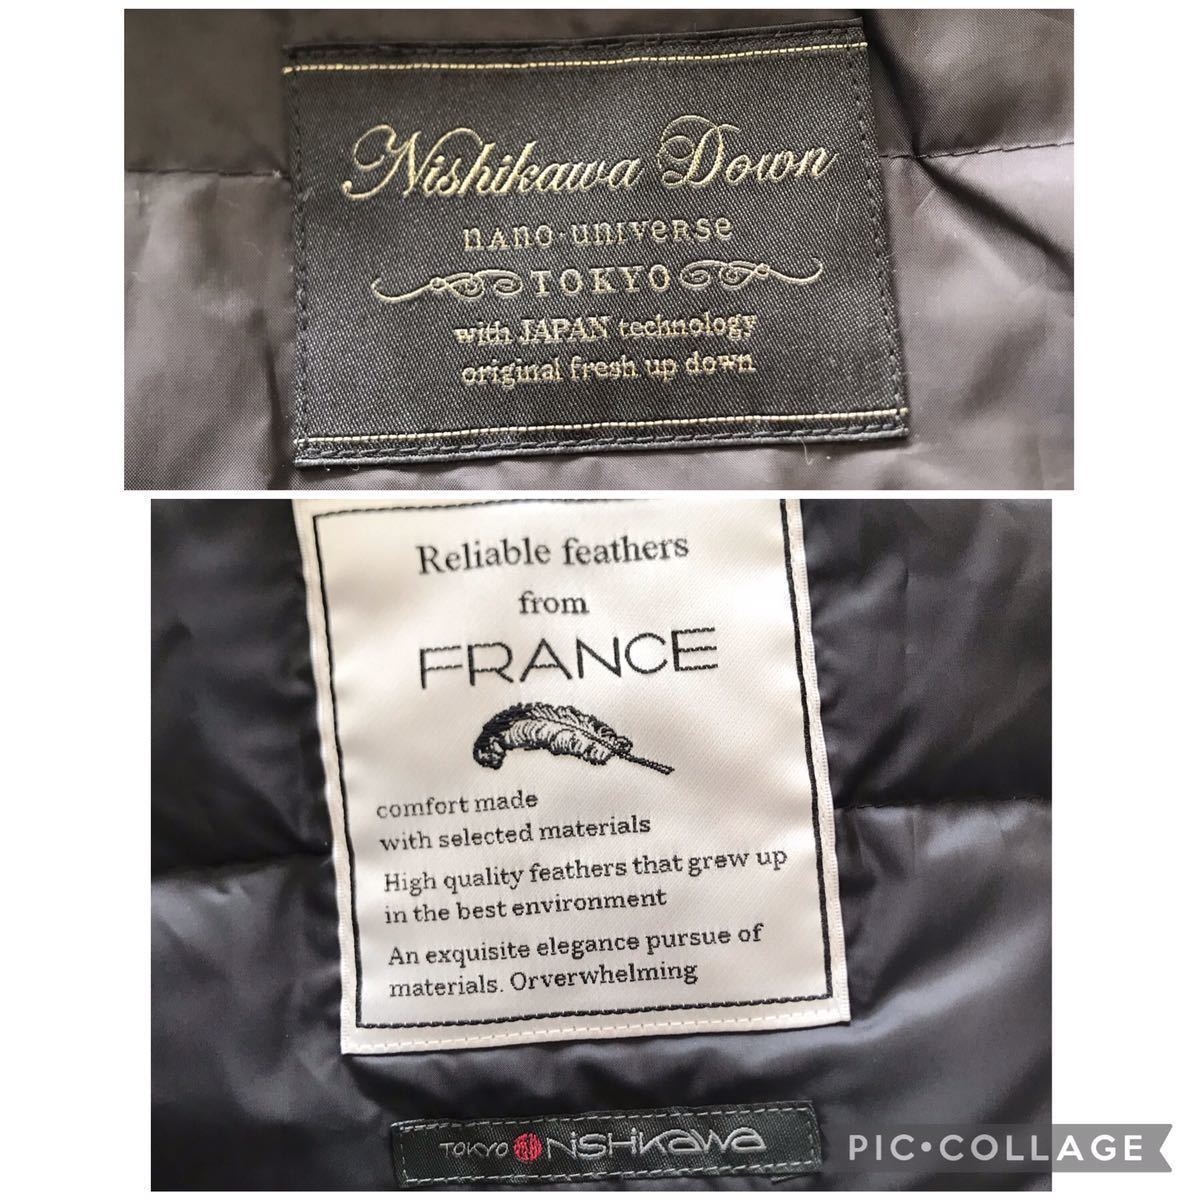 Nishikawa Down
nano·universe
TOKYO
with JAPAN technology
original fresh up down
Reliable feathers
from
FRANCE
comfort made
with selected materials
High quality feathers that grew up
in the best environment
An exquisite elegance pursue of
materials. Orverwhelming
TOKYO NiSHiKaWa
PIC•COLLAGE